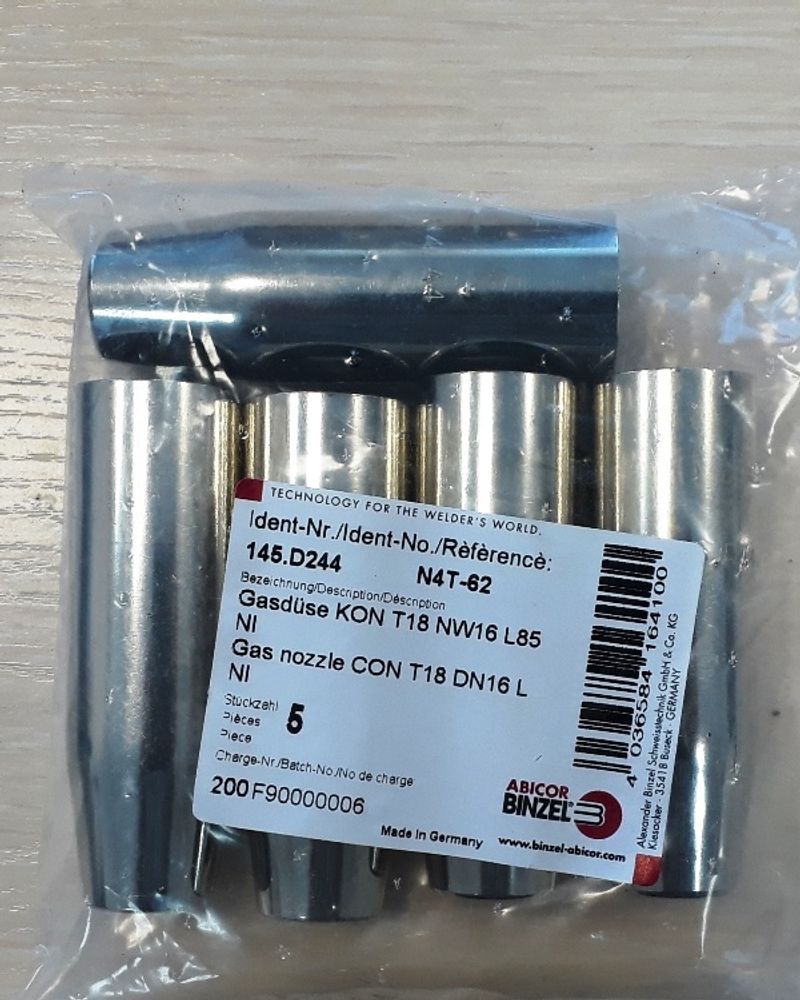 TECHNOLOGY FOR THE WELDER'S WORLD.
Ident-Nr./Ident-No./Rèfèrencè:
145.D244 N4T-62
Bezeichnung/Description/Déscription
Gasdüse KON T18 NW16 L85
NI
Gas nozzle CON T18 DN16 L
NI
Stückzahl
Pièces 5
Piece
Charge-Nr./Batch-No./No de charge
200F90000006
Made in Germany
ABICOR
BINZEL®
www.binzel-abicor.com
4 036584 164100
Alexander Binzel Schweisstechnik GmbH & Co. KG
Kiesacker · 35418 Buseck · GERMANY